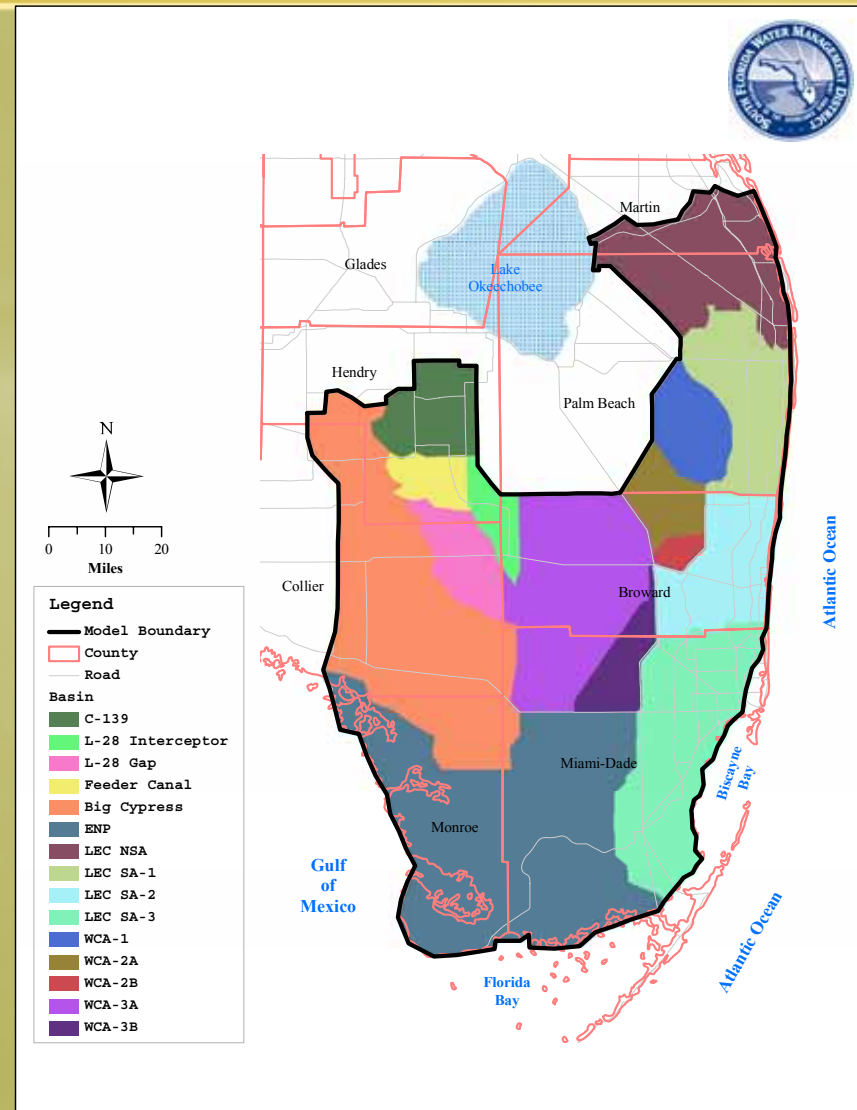 SOUTH FLORIDA WATER MANAGEMENT DISTRICT
Martin
Glades
Lake
Okeechobee
Hendry
Palm Beach
N
0 10 20
Miles
Collier
Broward
Atlantic Ocean
Legend
Model Boundary
County
Road
Basin
C-139
L-28 Interceptor
L-28 Gap
Feeder Canal
Big Cypress
ENP
LEC NSA
LEC SA-1
LEC SA-2
LEC SA-3
WCA-1
WCA-2A
WCA-2B
WCA-3A
WCA-3B
Miami-Dade
Biscayne
Bay
Monroe
Gulf
of
Mexico
Atlantic Ocean
Florida
Bay